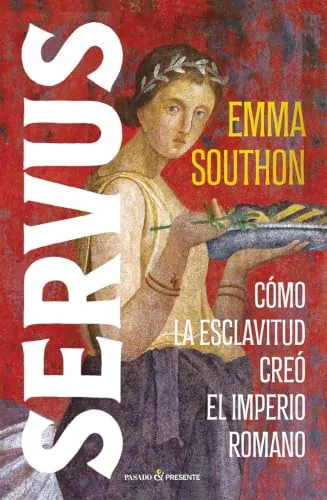 SERVUS
EMMA
SOUTHON
CÓMO
LA ESCLAVITUD
CREÓ
EL IMPERIO
ROMANO
PASADO & PRESENTE